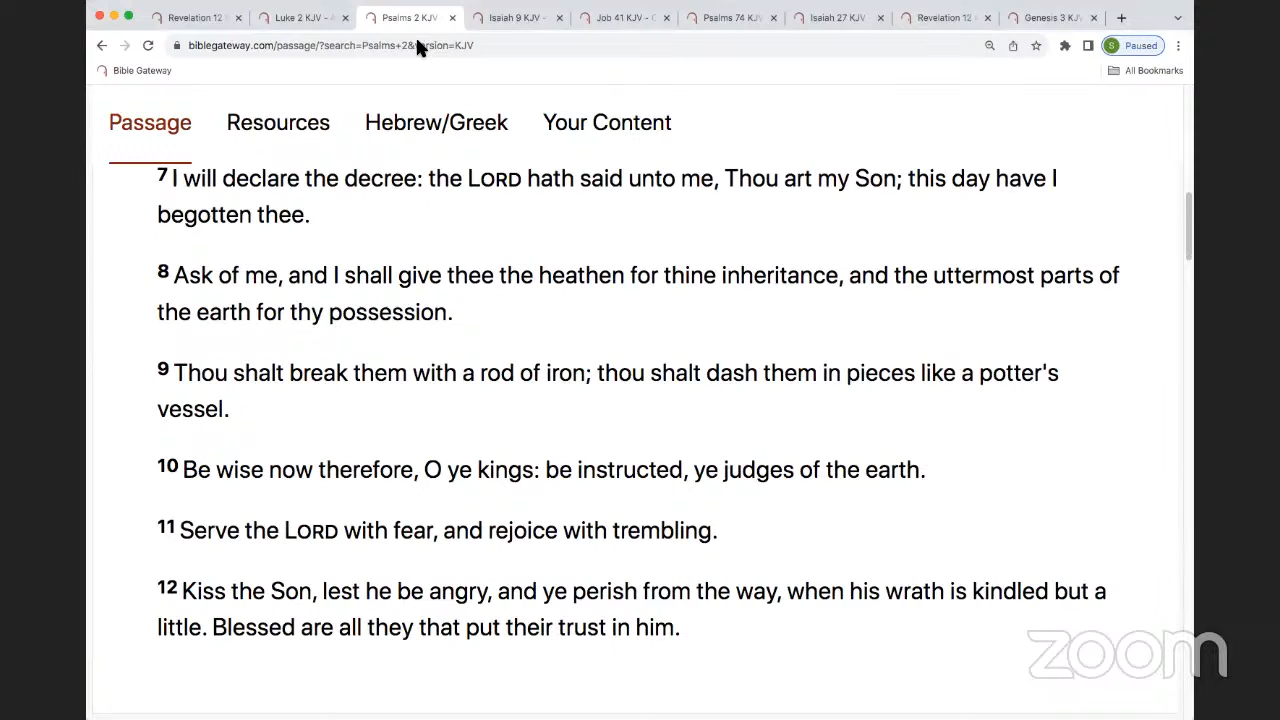 Revelation 12
Luke 2 KJV - A
Psalms 2 KJV
Isaiah 9 KJV -
Job 41 KJV - C
Psalms 74 KJV
Isaiah 27 KJV
Revelation 12
Genesis 3 KJV
biblegateway.com/passage/?search=Psalms+2& rsion=KJV
S Paused
Bible Gateway
All Bookmarks
Passage Resources Hebrew/Greek Your Content
7 I will declare the decree: the LORD hath said unto me, Thou art my Son; this day have I
begotten thee.
8 Ask of me, and I shall give thee the heathen for thine inheritance, and the uttermost parts of
the earth for thy possession.
9 Thou shalt break them with a rod of iron; thou shalt dash them in pieces like a potter's
vessel.
10 Be wise now therefore, O ye kings: be instructed, ye judges of the earth.
11 Serve the LORD with fear, and rejoice with trembling.
12 Kiss the Son, lest he be angry, and ye perish from the way, when his wrath is kindled but a
little. Blessed are all they that put their trust in him.
zoom